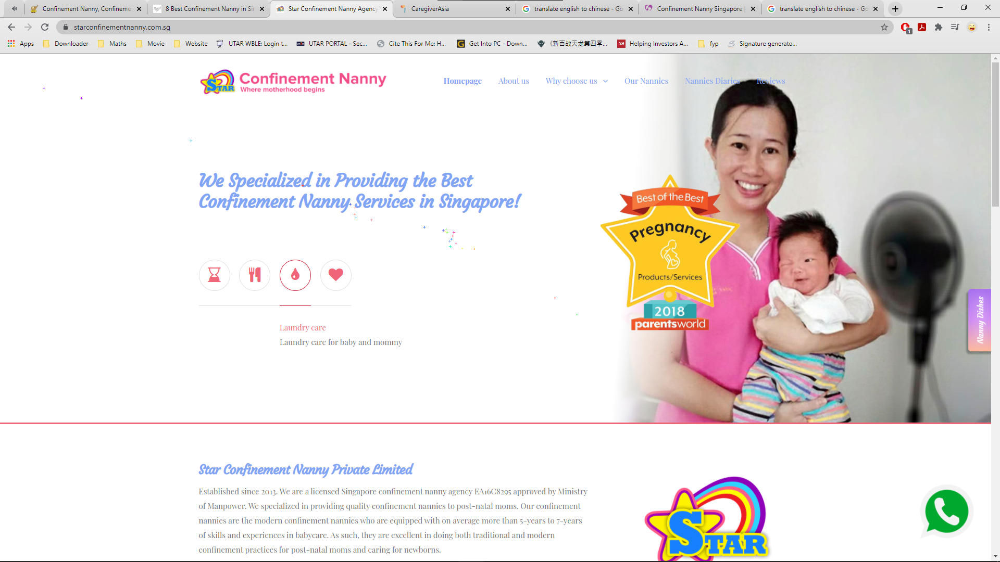 Confinement Nanny, Confinemen
8 Best Confinement Nanny in Sin
Star Confinement Nanny Agency
CaregiverAsia
translate english to chinese - Go
Confinement Nanny Singapore |
translate english to chinese - Go
starconfinementnanny.com.sg
1
Apps
Downloader
Maths
Movie
Website
UTAR WBLE: Login t...
UTAR PORTAL - Sec...
Cite This For Me: H...
Get Into PC - Down...
《新百战天龙第四季...
Helping Investors A...
fyp
Signature generato...
STAR
Confinement Nanny
Where motherhood begins
Homepage
About us
Why choose us
Our Nannies
Nannies Diaries
Reviews
We Specialized in Providing the Best
Confinement Nanny Services in Singapore!
Best of the Best
Pregnancy
Products/Services
2018
parentsworld
Laundry care
Laundry care for baby and mommy
Nanny Dishes
Star Confinement Nanny Private Limited
Established since 2013. We are a licensed Singapore confinement nanny agency EA16C8295 approved by Ministry
of Manpower. We specialized in providing quality confinement nannies to post-natal moms. Our confinement
nannies are the modern confinement nannies who are equipped with on average more than 5-years to 7-years
of skills and experiences in babycare. As such, they are excellent in doing both traditional and modern
confinement practices for post-natal moms and caring for newborns.
STAR